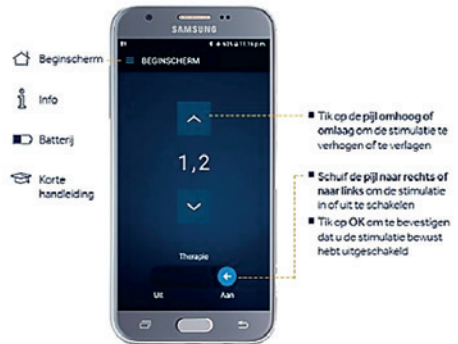 SAMSUNG
11:16 p.m.
BEGINSCHERM
Beginscherm
Info
Batterij
Korte
handleiding
1,2
Therapie
Uit
Aan
Tik op de pijl omhoog of
omlaag om de stimulatie te
verhogen of te verlagen
Schuif de pijl naar rechts of
naar links om de stimulatie
in of uit te schakelen
Tik op OK om te bevestigen
dat u de stimulatie bewust
hebt uitgeschakeld